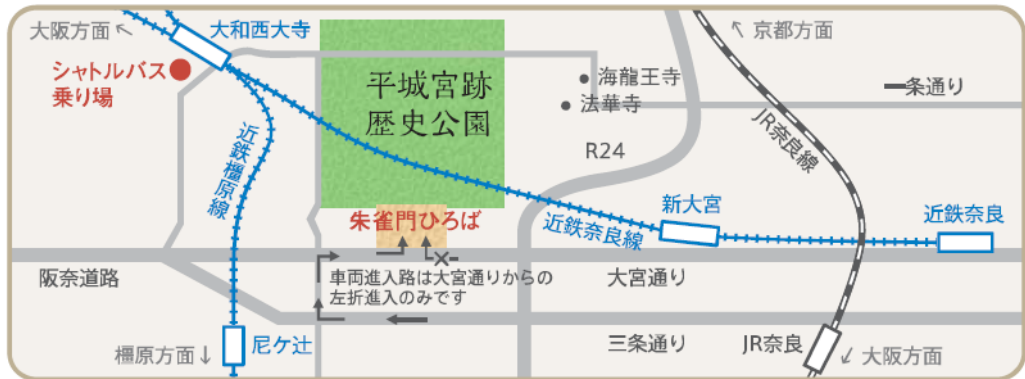 大阪方面
大和西大寺
京都方面
シャトルバス
乗り場
平城宮跡
歴史公園
海龍王寺
法華寺
一条通り
近鉄橿原線
R24
JR奈良線
朱雀門ひろば
近鉄奈良線
新大宮
近鉄奈良
阪奈道路
車両進入路は大宮通りからの
左折進入のみです
大宮通り
橿原方面
尼ケ辻
三条通り
JR奈良
大阪方面